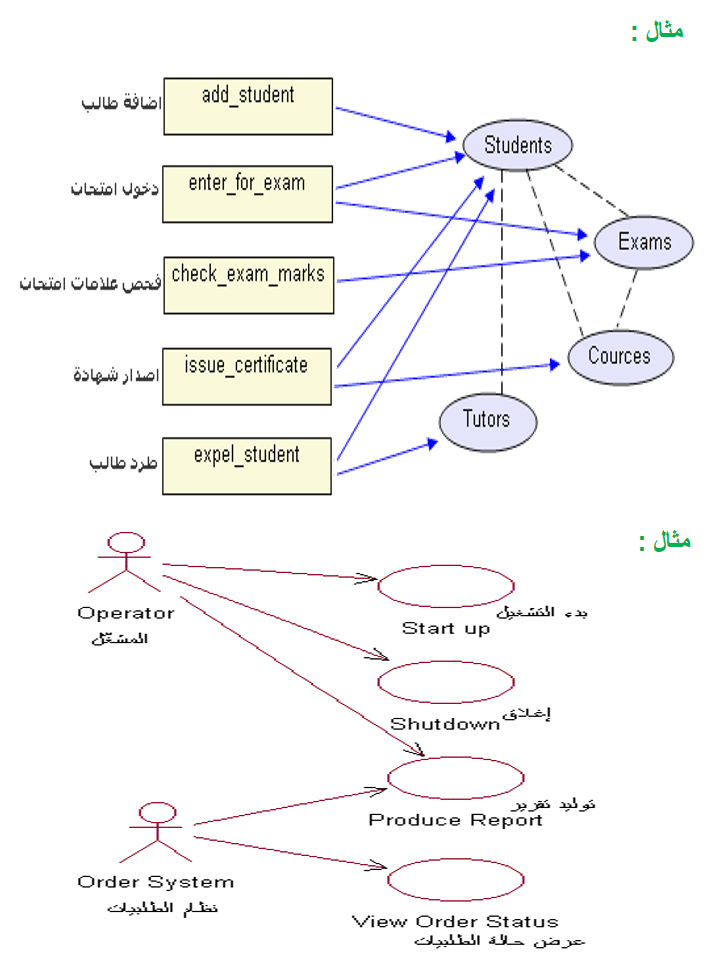 مثال :
اضافة طالب
add_student
دخول امتحان
enter_for_exam
فحص علامات امتحان
check_exam_marks
اصدار شهادة
issue_certificate
طرد طالب
expel_student
Students
Exams
Cources
Tutors
مثال :
Operator
المشغّل
Start up
بدء التشغيل
Shutdown
إغلاق
Produce Report
توليد تقرير
Order System
نظام الطلبيات
View Order Status
عرض حالة الطلبيات